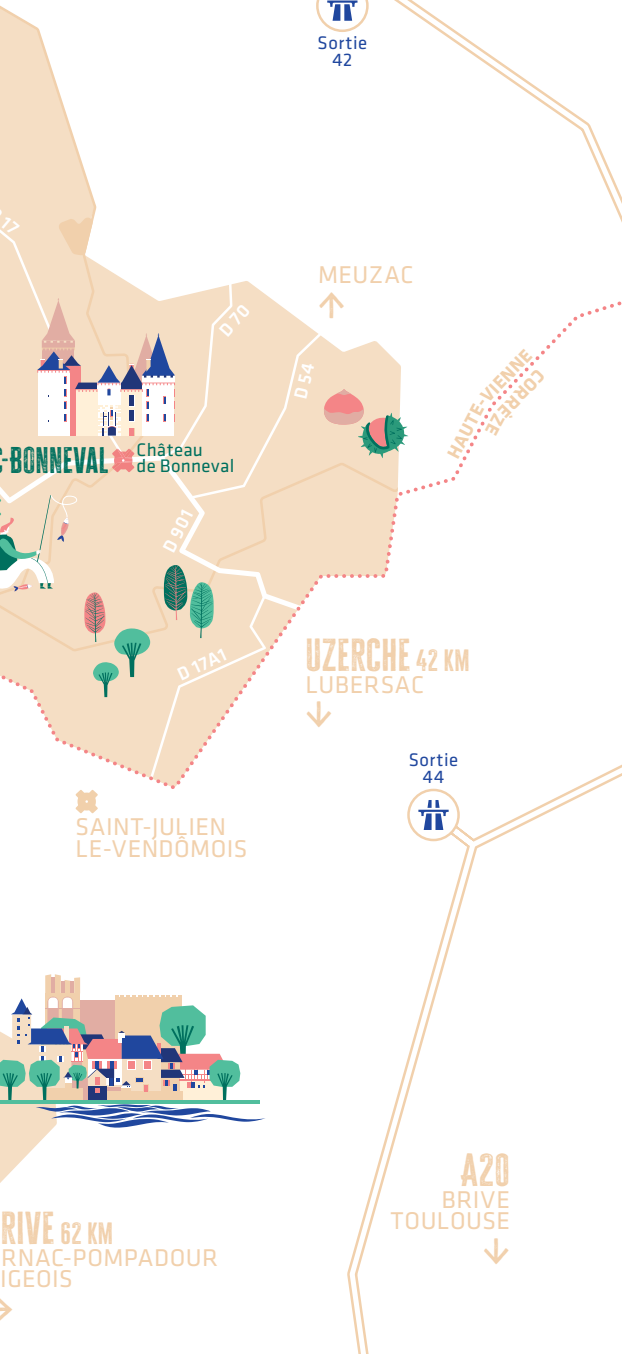 Sortie
42
17
MEUZAC
D 70
D 54
HAUTE-VIENNE
CORRÈZE
C-BONNEVAL
Château
de Bonneval
D 901
D 17A1
UZERCHE 42 KM
LUBERSAC
Sortie
44
SAINT-JULIEN
LE-VENDÔMOIS
A20
BRIVE
TOULOUSE
RIVE 62 KM
RNAC-POMPADOUR
IGEOIS